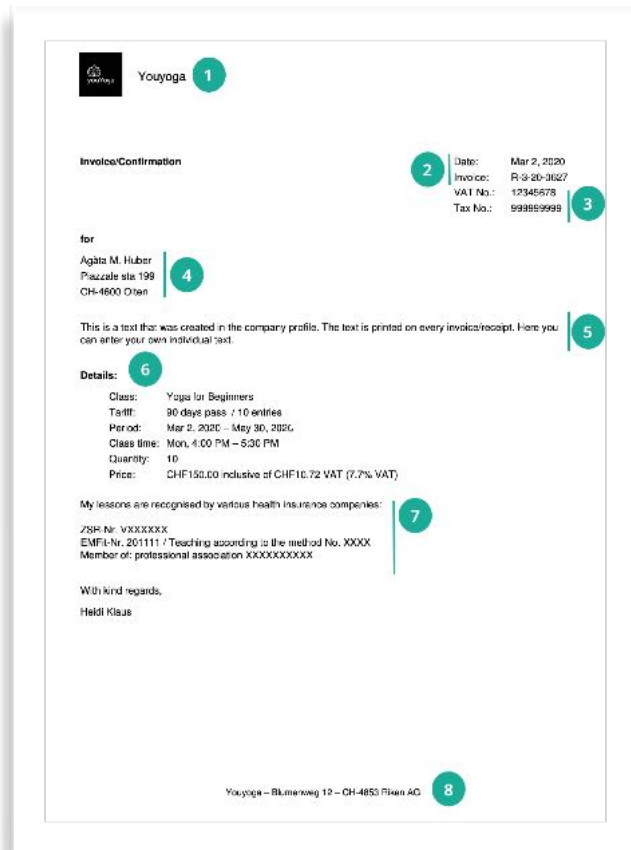 youYoga
Youyoga 1
Invoice/Confirmation
2 Date: Mar 2, 2020
Invoice: R-3-20-3627
VAT No.: 12345678
Tax No.: 999999999 3
for
Agàta M. Huber
Piazzale sta 199
CH-4600 Olten
4
This is a text that was created in the company profile. The text is printed on every invoice/receipt. Here you
can enter your own individual text.
5
Details: 6
Class: Yoga for Beginners
Tariff: 90 days pass / 10 entries
Period: Mar 2, 2020 – May 30, 2020
Class time: Mon, 4:00 PM – 5:30 PM
Quantity: 10
Price: CHF150.00 inclusive of CHF10.72 VAT (7.7% VAT)
My lessons are recognised by various health insurance companies:
7
ZSR-Nr. VXXXXXX
EMFit-Nr. 201111 / Teaching according to the method No. XXXX
Member of: professional association XXXXXXXXXX
With kind regards,
Heidi Klaus
Youyoga – Blumenweg 12 – CH-4853 Riken AG 8